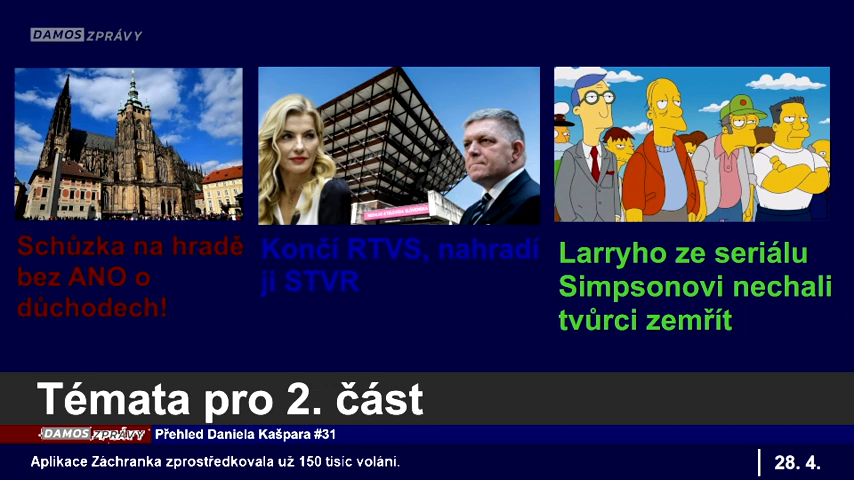 DAMOS ZPRÁVY
Schůzka na hradě
bez ANO o
důchodech!
Končí RTVS, nahradí
ji STVR
Larryho ze seriálu
Simpsonovi nechali
tvůrci zemřít
Témata pro 2. část
DAMOS ZPRÁVY Přehled Daniela Kašpara #31
Aplikace Záchranka zprostředkovala už 150 tisíc volání.
28. 4.